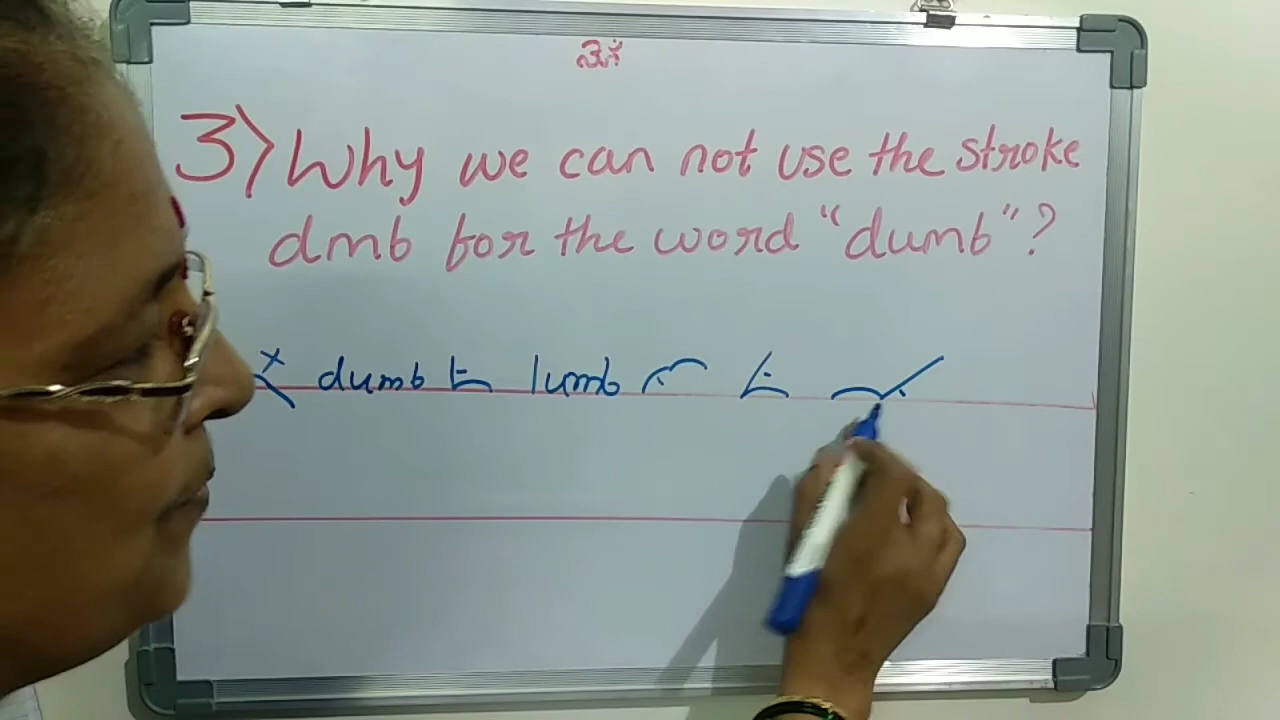 3) Why we can not use the stroke
dmb for the word "dumb"?
x dumb lumb